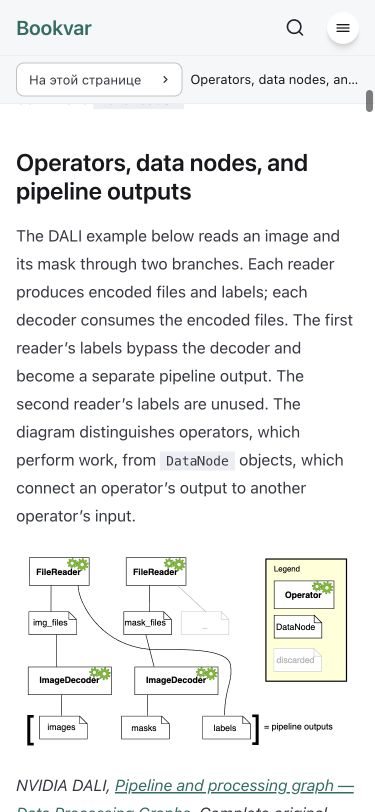 Bookvar
На этой странице
Operators, data nodes, an...
Operators, data nodes, and
pipeline outputs
The DALI example below reads an image and
its mask through two branches. Each reader
produces encoded files and labels; each
decoder consumes the encoded files. The first
reader’s labels bypass the decoder and
become a separate pipeline output. The
second reader’s labels are unused. The
diagram distinguishes operators, which
perform work, from DataNode objects, which
connect an operator’s output to another
operator’s input.
FileReader
FileReader
Legend
Operator
img_files
mask_files
_
DataNode
discarded
ImageDecoder
ImageDecoder
[ images
masks
labels ] = pipeline outputs
NVIDIA DALI, Pipeline and processing graph —
Data Processing Graphs. Complete original